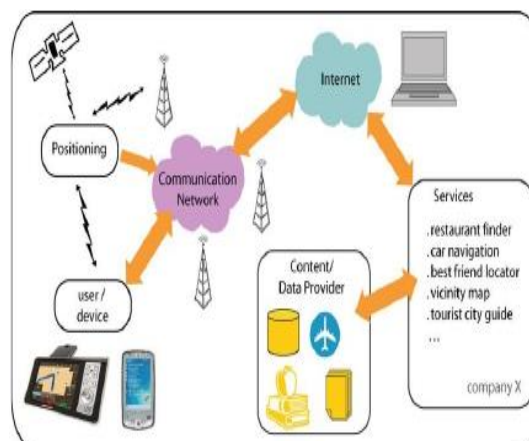 Internet
Positioning
Communication
Network
Services
.restaurant finder
.car navigation
.best friend locator
.vicinity map
.tourist city guide
...
Content/
Data Provider
user /
device
company X